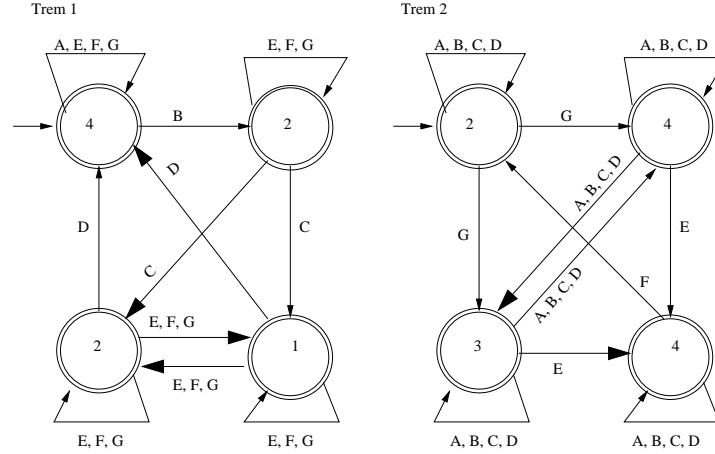 Trem 1
Trem 2
A, E, F, G
E, F, G
A, B, C, D
A, B, C, D
4
B
2
2
G
4
D
A, B, C, D
D
C
G
E
C
A, B, C, D
F
E, F, G
2
1
3
4
E
E, F, G
E, F, G
E, F, G
A, B, C, D
A, B, C, D